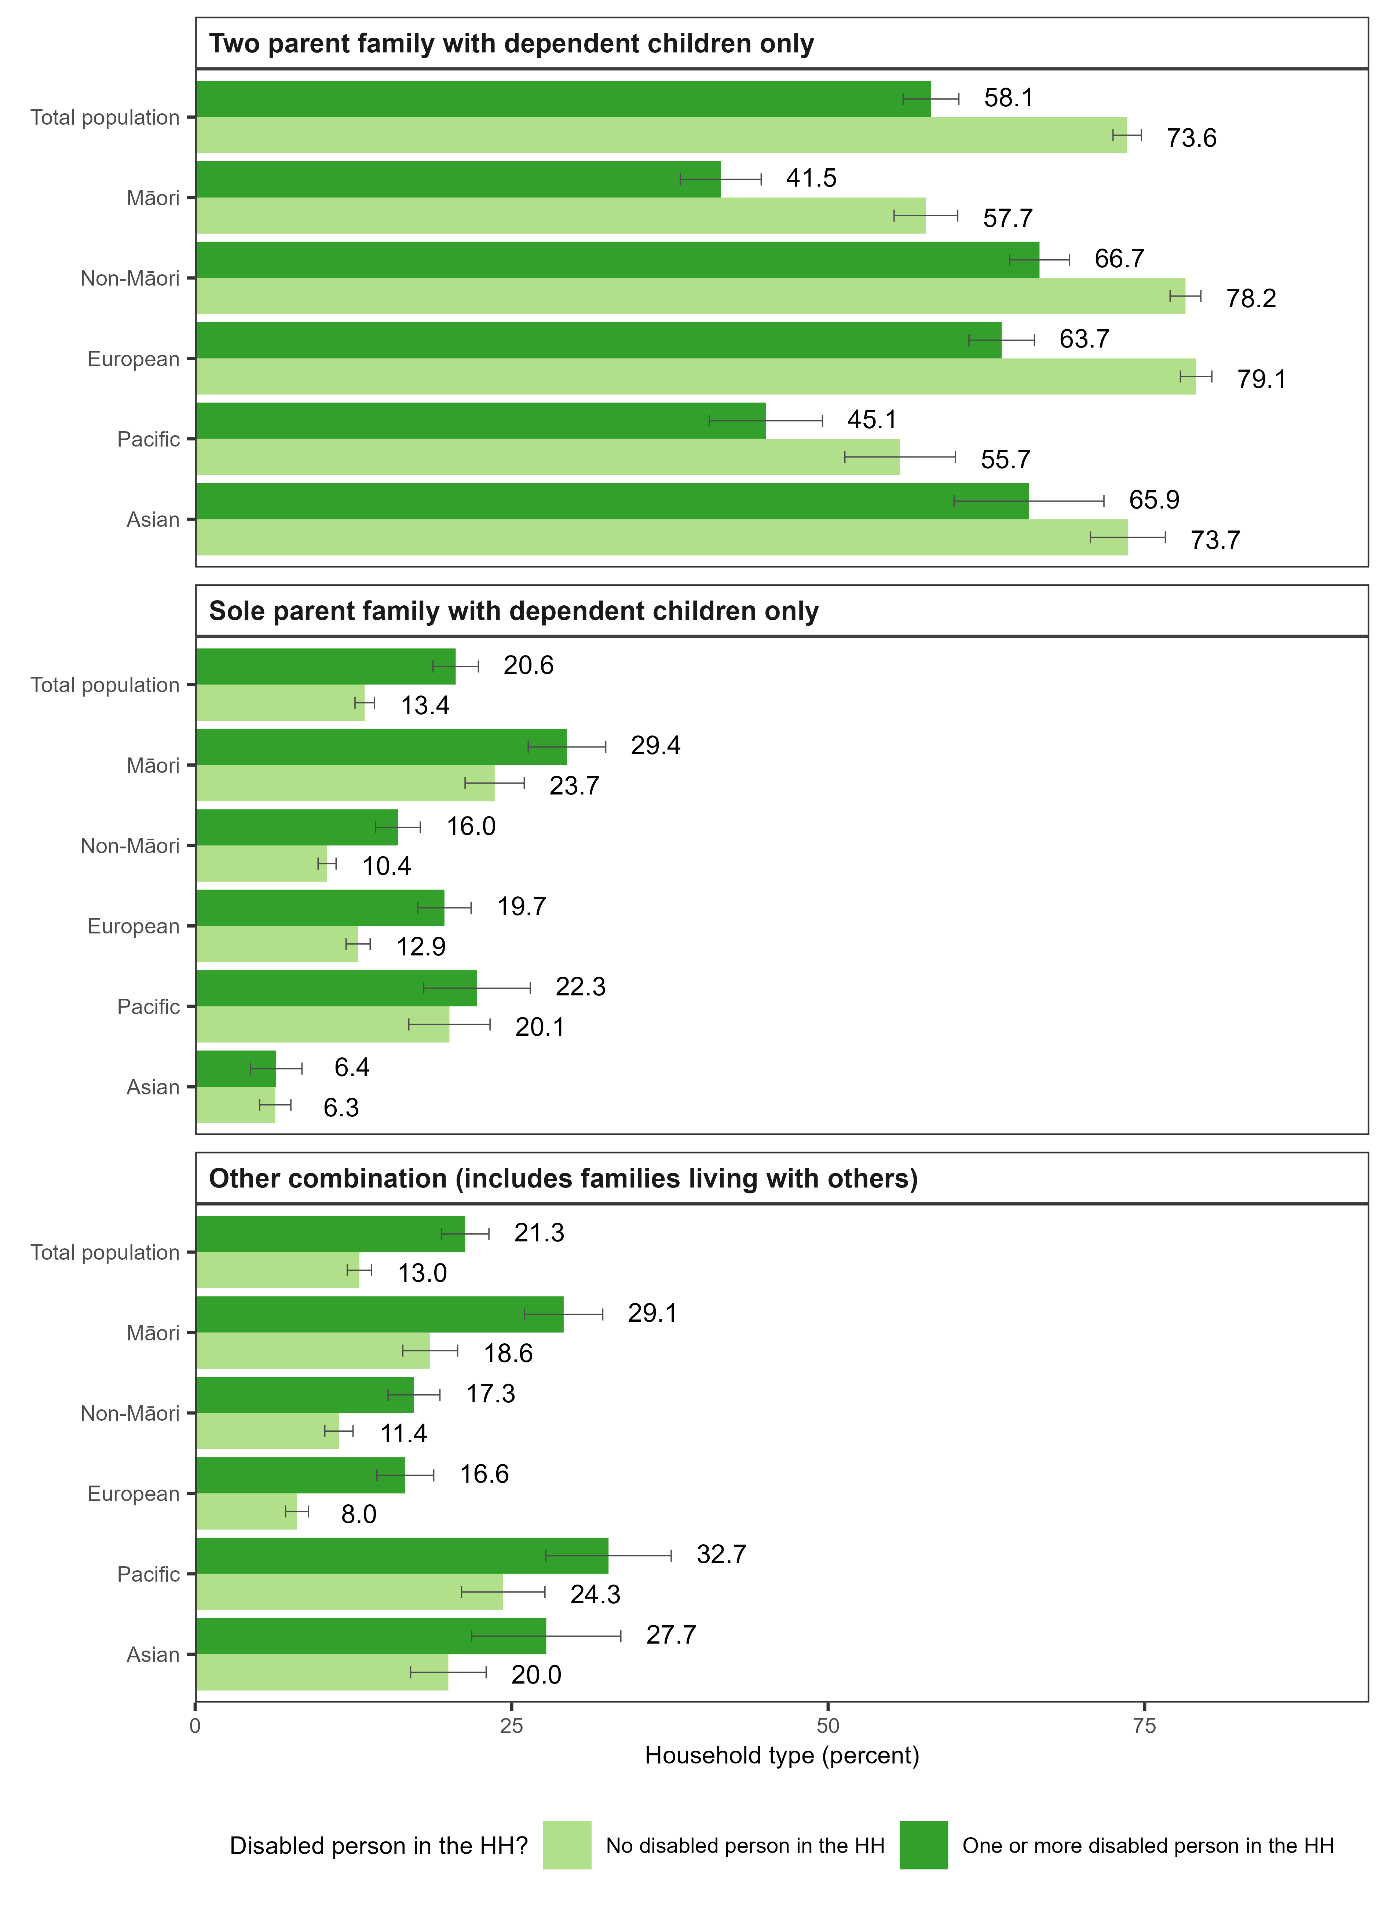 Two parent family with dependent children only
Total population
58.1
73.6
Māori
41.5
57.7
Non-Māori
66.7
78.2
European
63.7
79.1
Pacific
45.1
55.7
Asian
65.9
73.7
Sole parent family with dependent children only
Total population
20.6
13.4
Māori
29.4
23.7
Non-Māori
16.0
10.4
European
19.7
12.9
Pacific
22.3
20.1
Asian
6.4
6.3
Other combination (includes families living with others)
Total population
21.3
13.0
Māori
29.1
18.6
Non-Māori
17.3
11.4
European
16.6
8.0
Pacific
32.7
24.3
Asian
27.7
20.0
0 25 50 75
Household type (percent)
Disabled person in the HH? No disabled person in the HH One or more disabled person in the HH